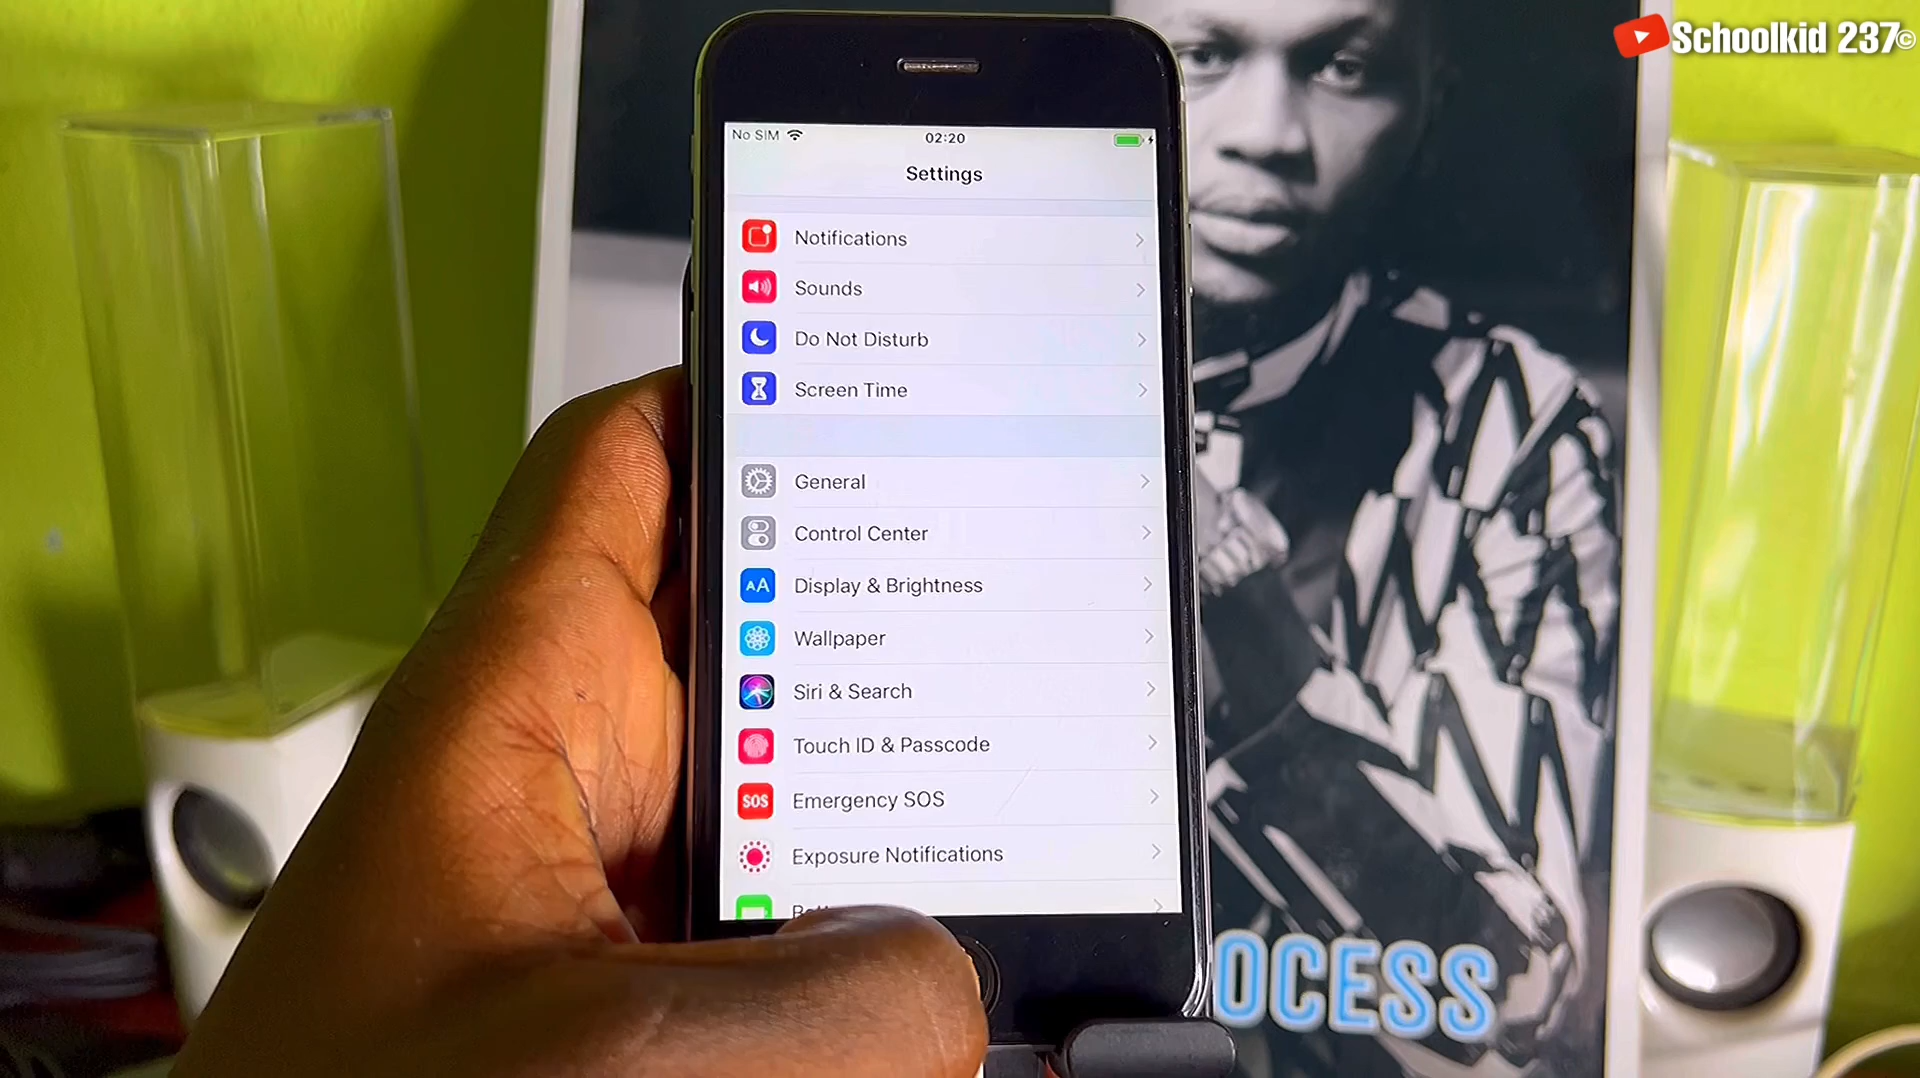 Schoolkid 237©
No SIM 02:20
Settings
Notifications
Sounds
Do Not Disturb
Screen Time
General
Control Center
AA Display & Brightness
Wallpaper
Siri & Search
Touch ID & Passcode
SOS Emergency SOS
Exposure Notifications
OCESS